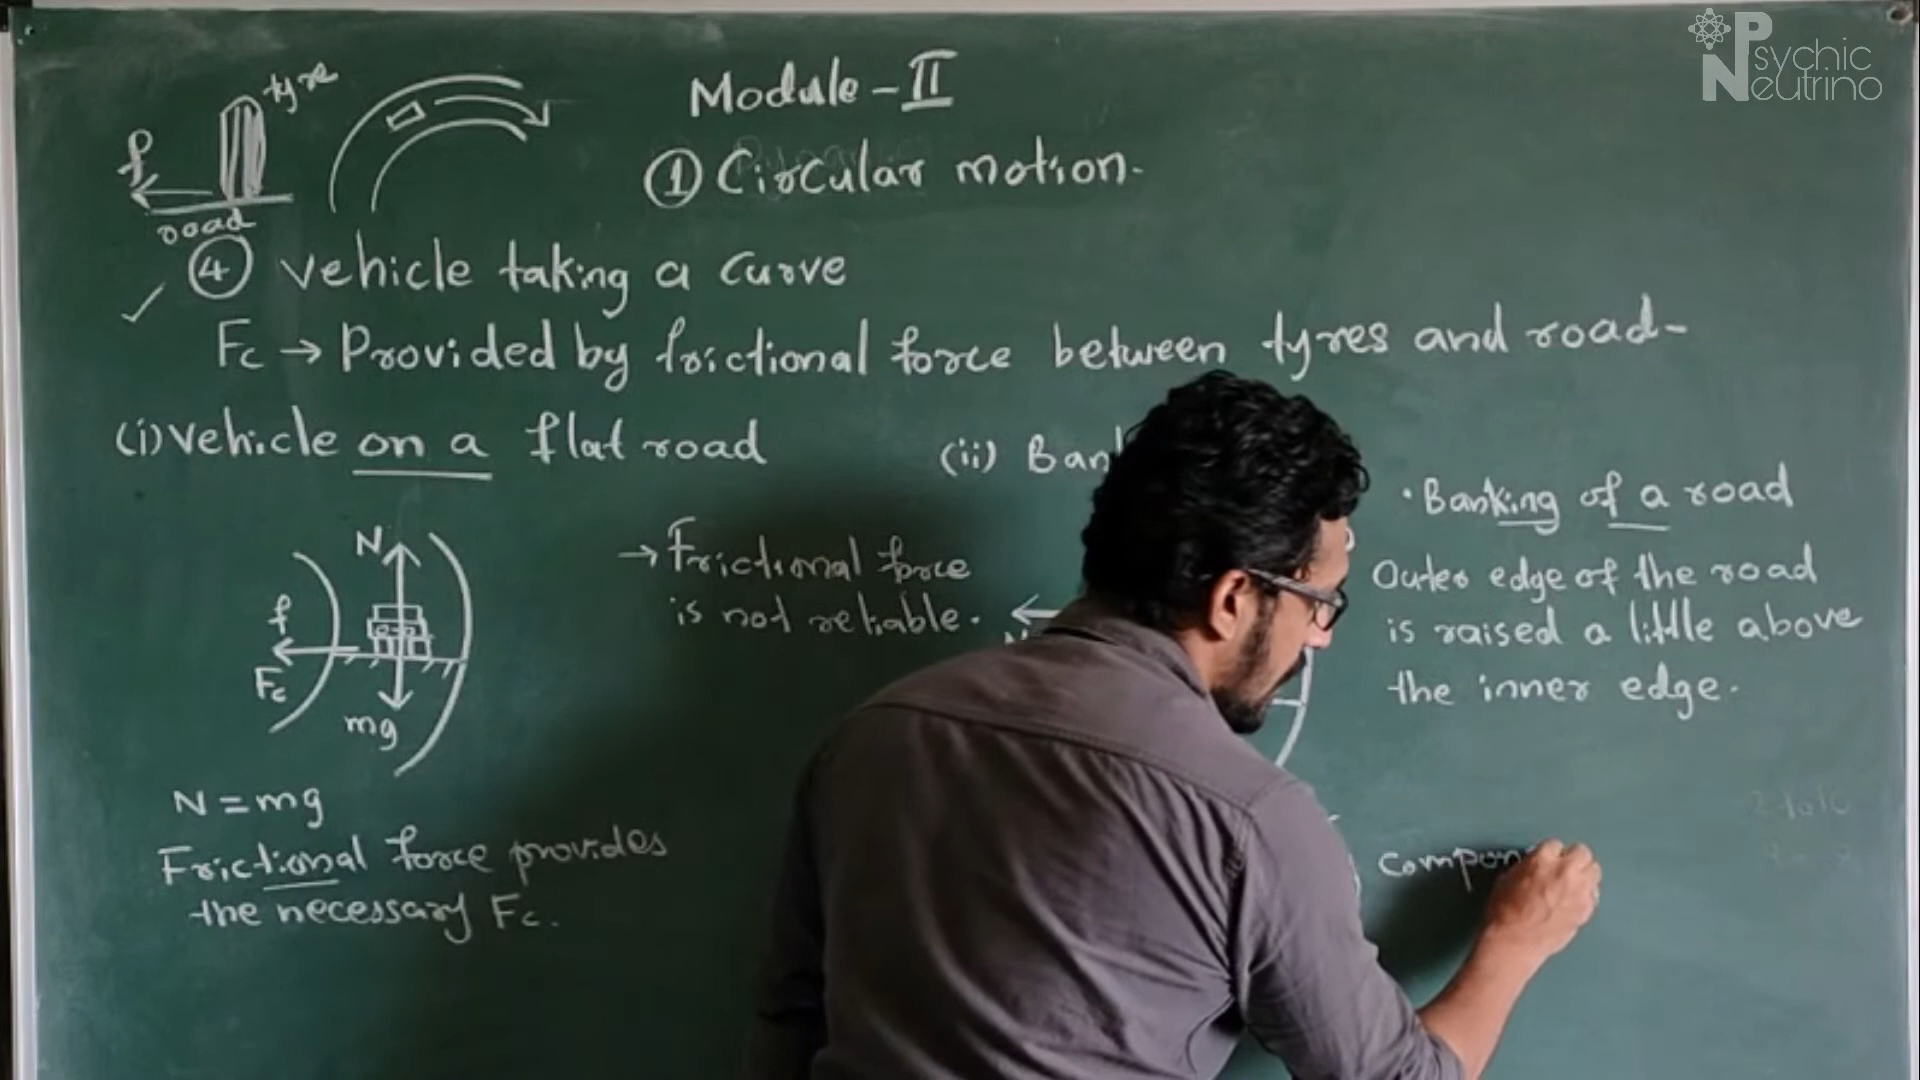 Psychic
Neutrino
tyre
f
road
Module - II
① Circular motion.
④ Vehicle taking a curve
Fc → Provided by frictional force between tyres and road-
(i) Vehicle on a flat road
(ii) Ban
N
f
Fc
mg
→ Frictional force
is not reliable.
• Banking of a road
Outer edge of the road
is raised a little above
the inner edge.
N = mg
Frictional force provides
the necessary Fc.
compon